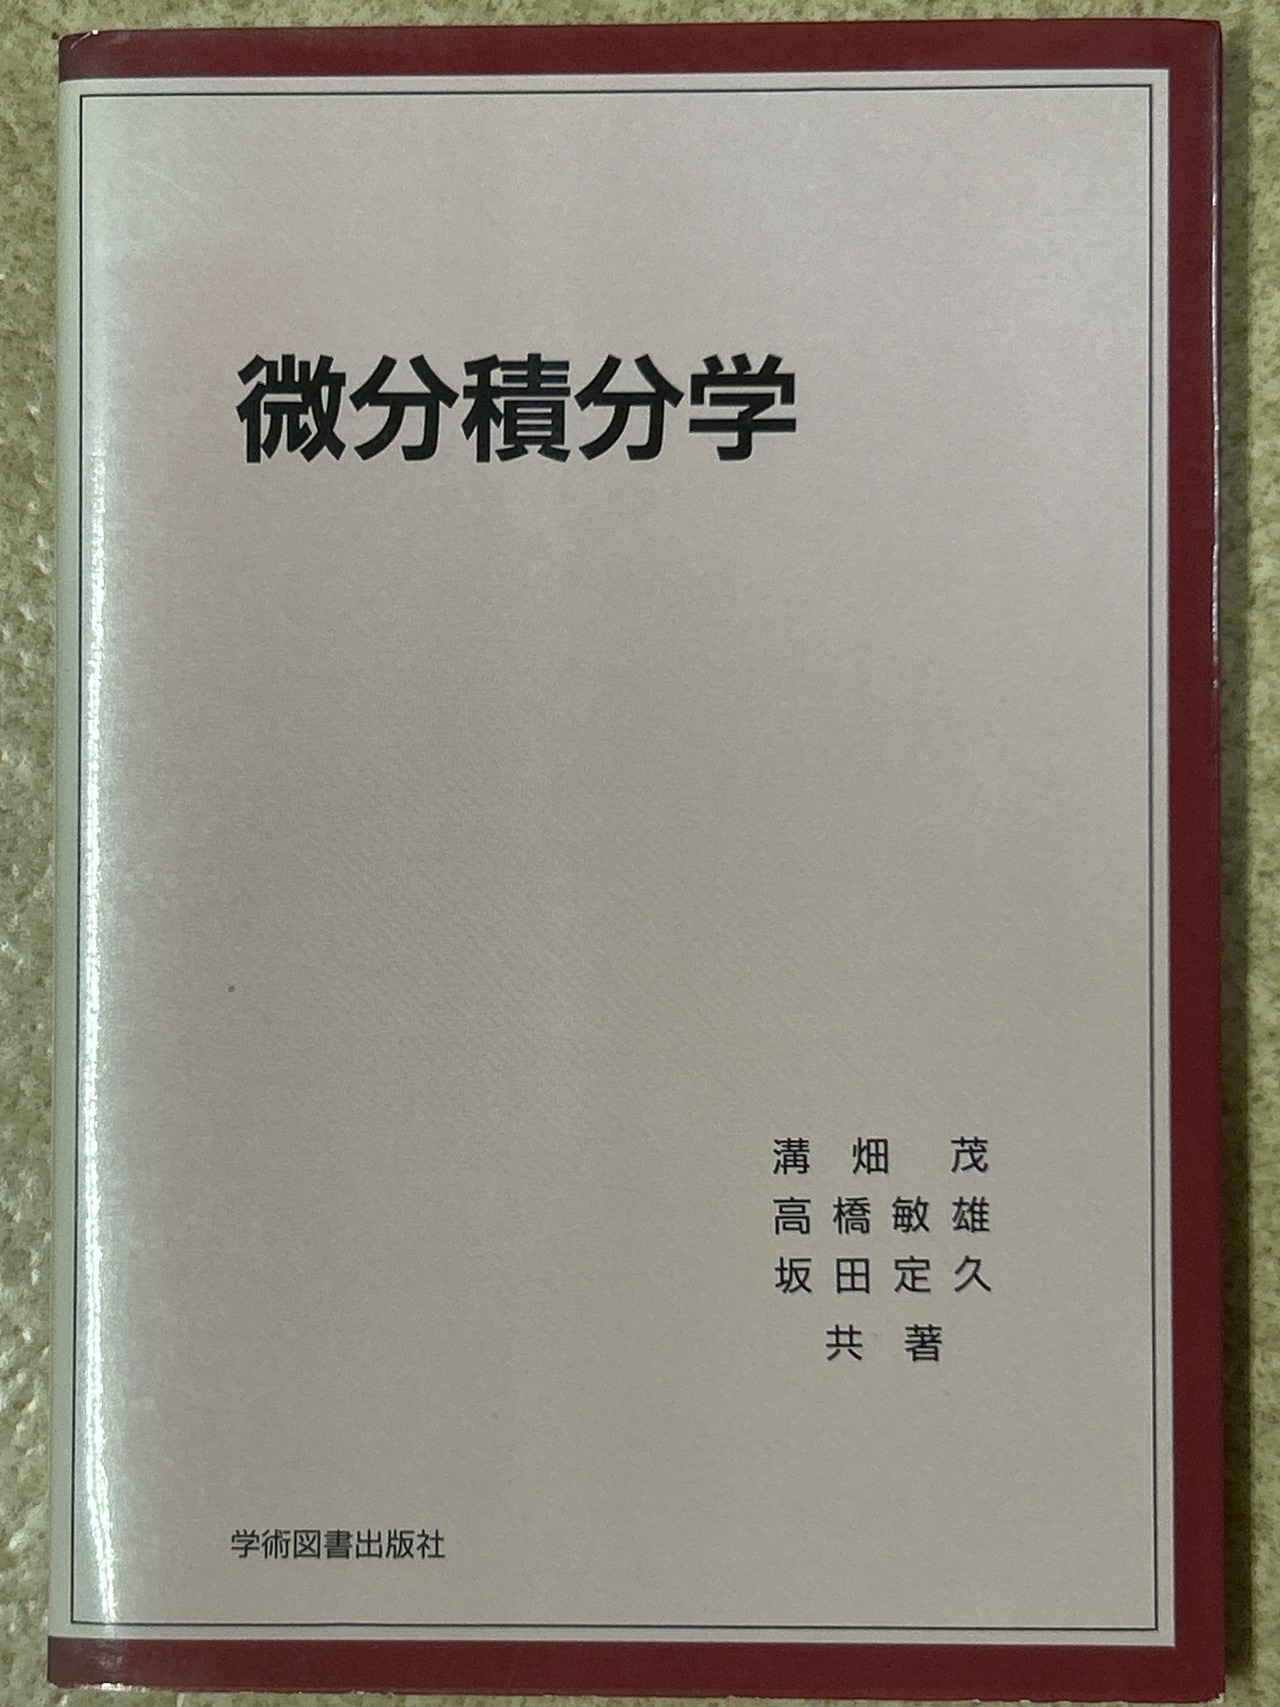 微分積分学
溝畑 茂
高橋敏雄
坂田定久
共著
学術図書出版社